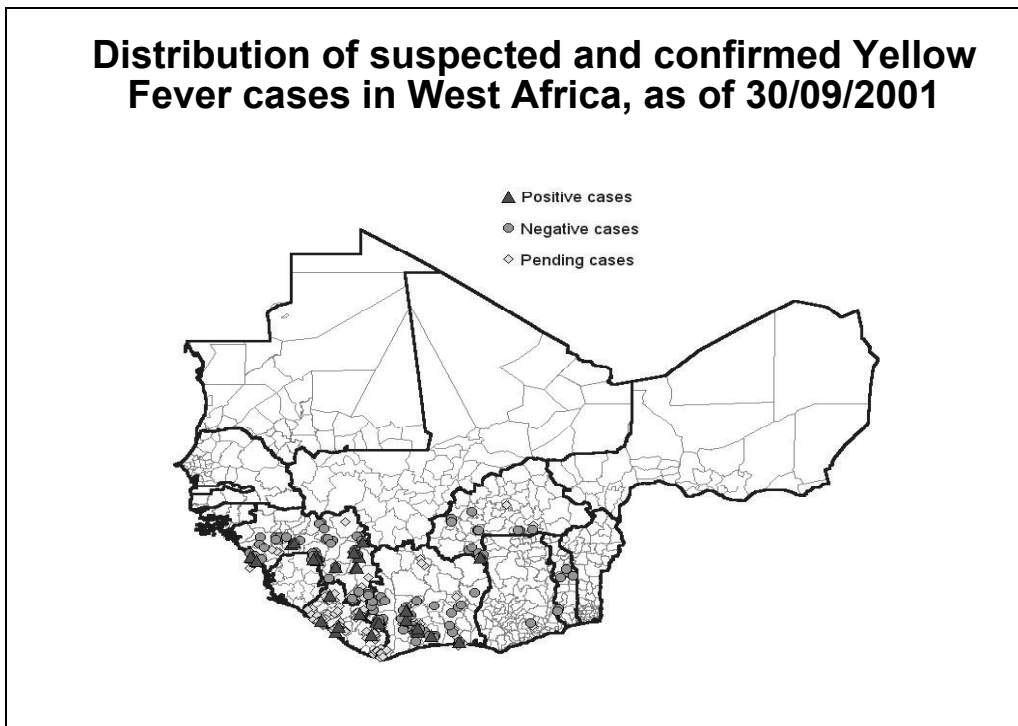 Distribution of suspected and confirmed Yellow
Fever cases in West Africa, as of 30/09/2001
Positive cases
Negative cases
Pending cases